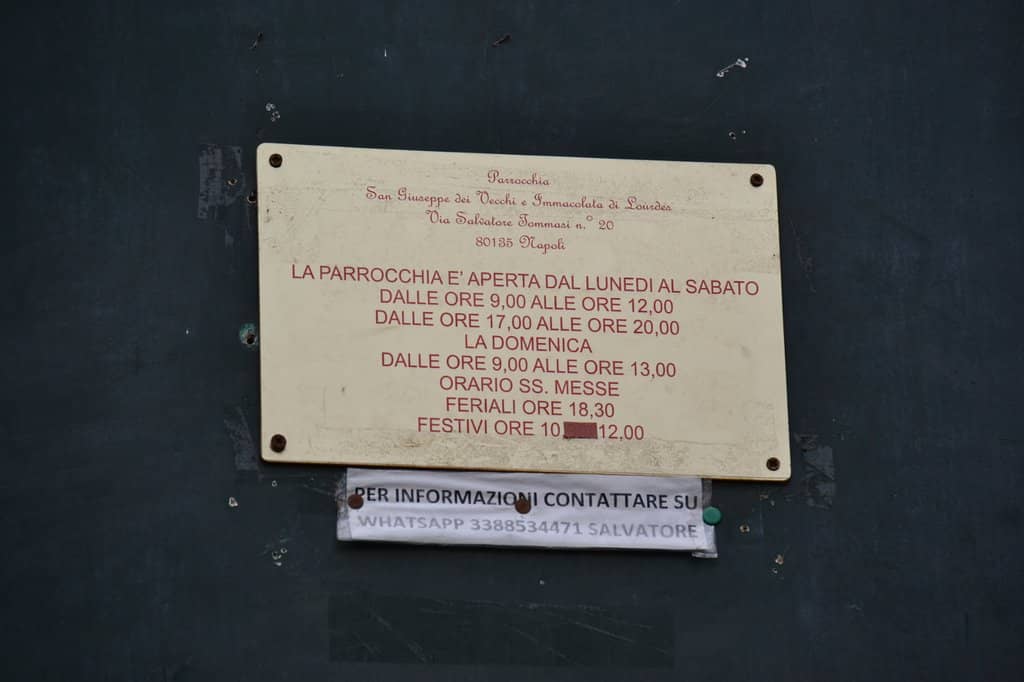 Parrocchia
San Giuseppe dei Vecchi e Immacolata di Lourdes
Via Salvatore Tommasi n.° 20
80135 Napoli
LA PARROCCHIA E' APERTA DAL LUNEDI AL SABATO
DALLE ORE 9,00 ALLE ORE 12,00
DALLE ORE 17,00 ALLE ORE 20,00
LA DOMENICA
DALLE ORE 9,00 ALLE ORE 13,00
ORARIO SS. MESSE
FERIALI ORE 18,30
FESTIVI ORE 10 12,00
PER INFORMAZIONI CONTATTARE SU
WHATSAPP 3388534471 SALVATORE